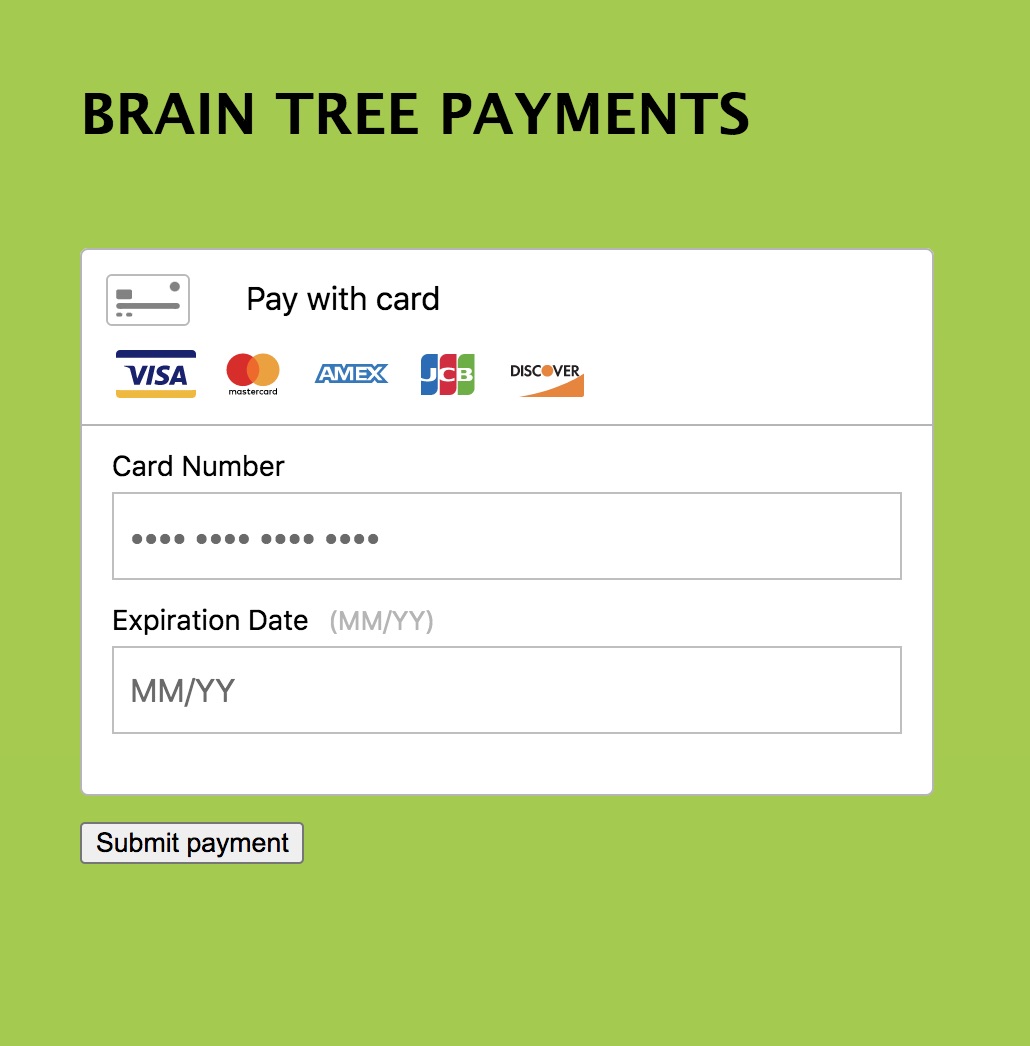 BRAIN TREE PAYMENTS
Pay with card
VISA mastercard AMEX JCB DISCOVER
Card Number
•••• •••• •••• ••••
Expiration Date (MM/YY)
MM/YY
Submit payment